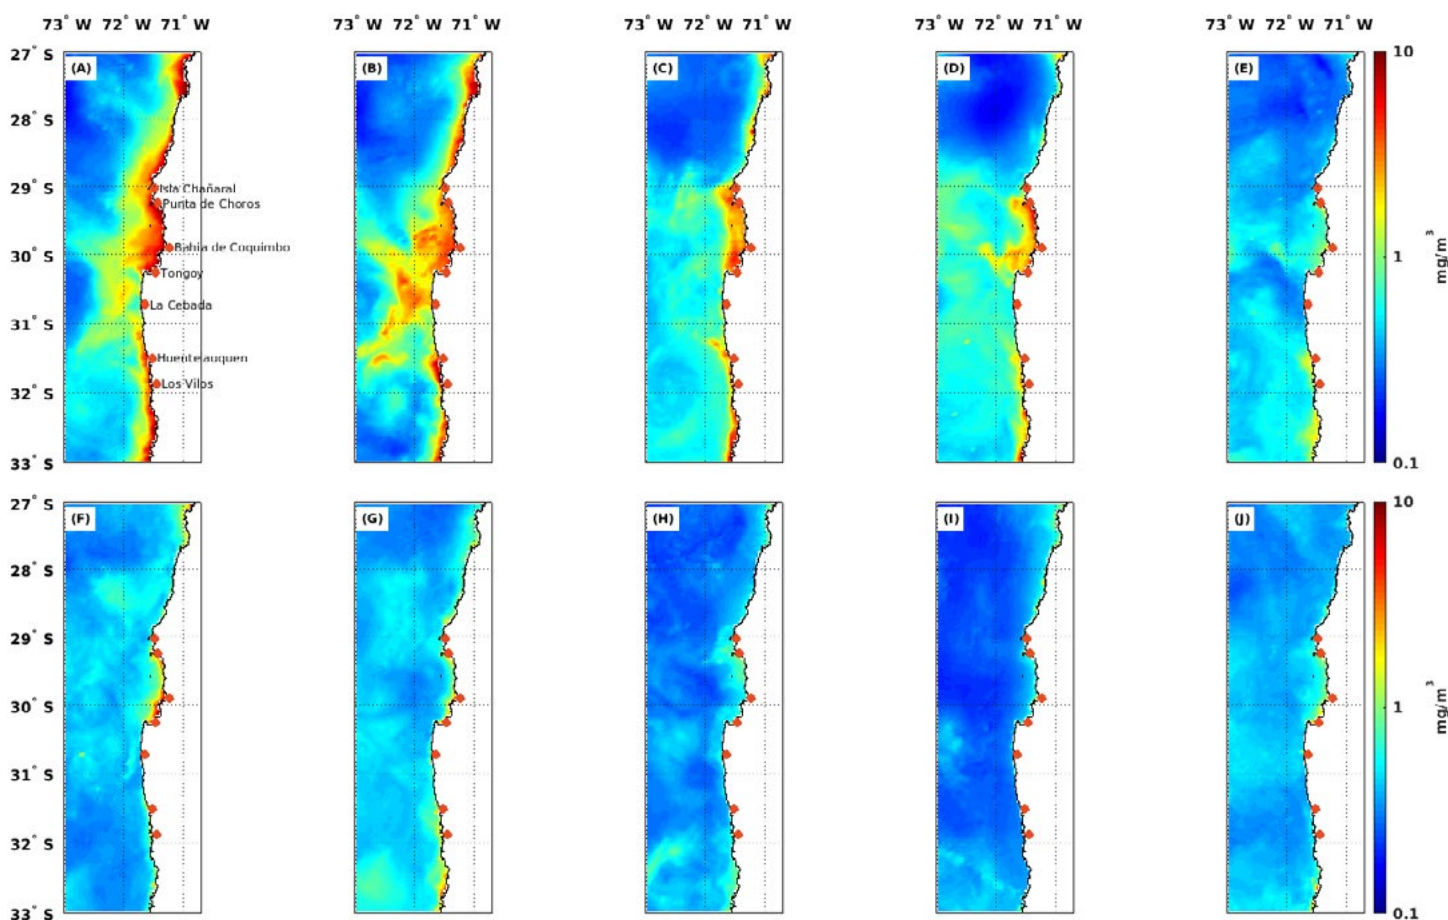 73° W 72° W 71° W 73° W 72° W 71° W 73° W 72° W 71° W 73° W 72° W 71° W 73° W 72° W 71° W
27° S (A) (B) (C) (D) (E) 10
28° S
29° S Isla Chañaral
Punta de Choros
Bahia de Coquimbo
30° S 1 mg/m³
Tongoy
La Cebada
31° S
Huentelauquen
Los Vilos
32° S
33° S 0.1
27° S (F) (G) (H) (I) (J) 10
28° S
29° S
30° S 1 mg/m³
31° S
32° S
33° S 0.1